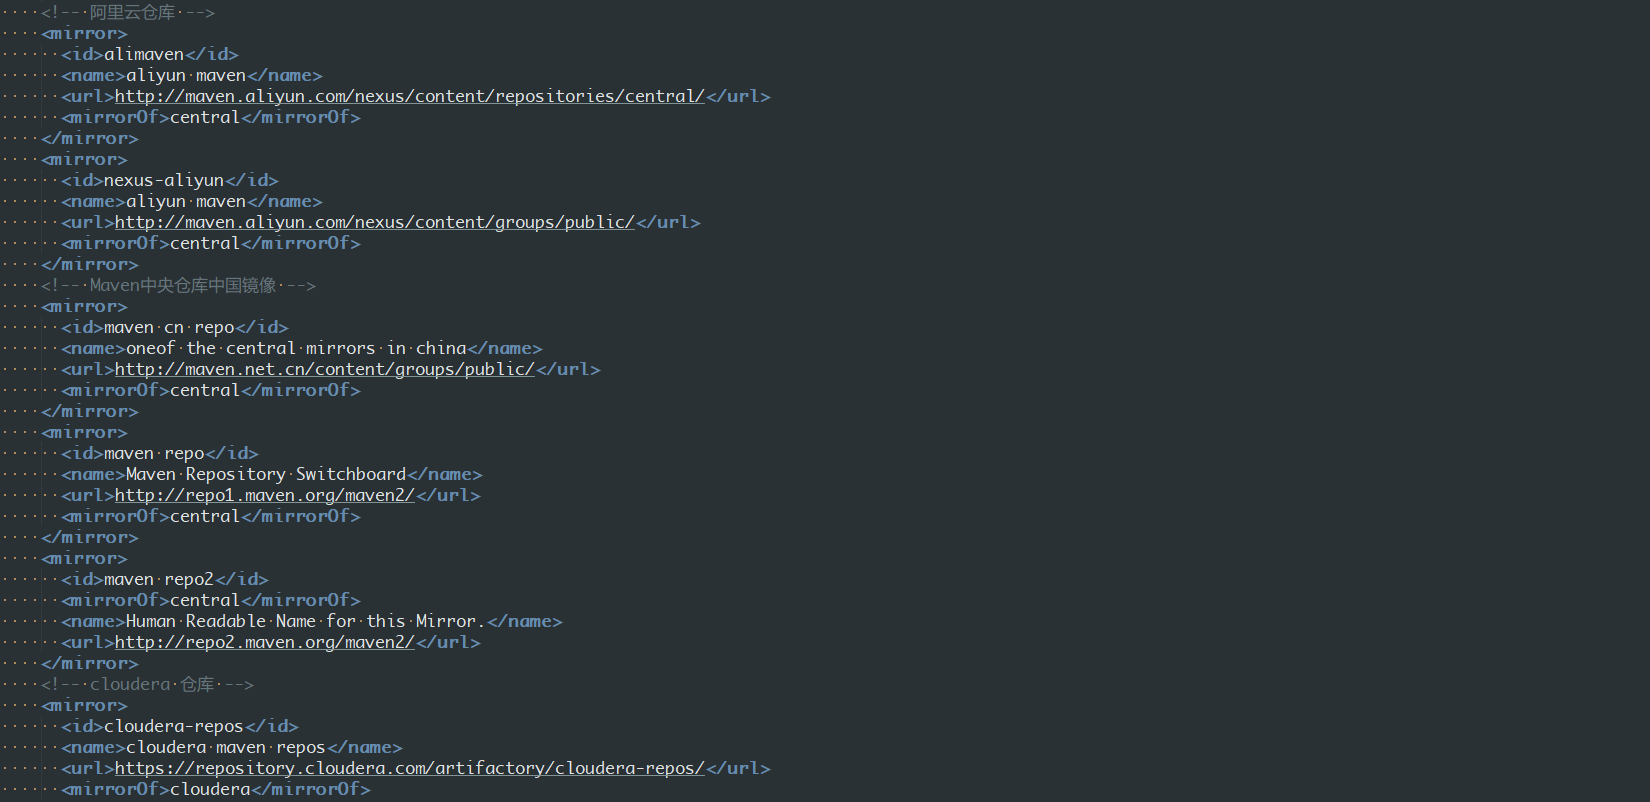 <!-- 阿里云仓库 -->
<mirror>
<id>alimaven</id>
<name>aliyun maven</name>
<url>http://maven.aliyun.com/nexus/content/repositories/central/</url>
<mirrorOf>central</mirrorOf>
</mirror>
<mirror>
<id>nexus-aliyun</id>
<name>aliyun maven</name>
<url>http://maven.aliyun.com/nexus/content/groups/public/</url>
<mirrorOf>central</mirrorOf>
</mirror>
<!-- Maven中央仓库中国镜像 -->
<mirror>
<id>maven cn repo</id>
<name>oneof the central mirrors in china</name>
<url>http://maven.net.cn/content/groups/public/</url>
<mirrorOf>central</mirrorOf>
</mirror>
<mirror>
<id>maven repo</id>
<name>Maven Repository Switchboard</name>
<url>http://repo1.maven.org/maven2/</url>
<mirrorOf>central</mirrorOf>
</mirror>
<mirror>
<id>maven repo2</id>
<mirrorOf>central</mirrorOf>
<name>Human Readable Name for this Mirror.</name>
<url>http://repo2.maven.org/maven2/</url>
</mirror>
<!-- cloudera 仓库 -->
<mirror>
<id>cloudera-repos</id>
<name>cloudera maven repos</name>
<url>https://repository.cloudera.com/artifactory/cloudera-repos/</url>
<mirrorOf>cloudera</mirrorOf>